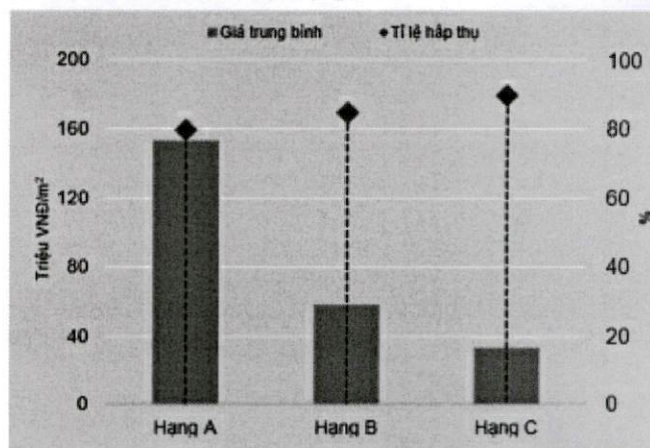 Giá trung bình
Tỉ lệ hấp thụ
200
160
120
80
40
0
Triệu VNĐ/m²
100
80
60
40
20
0
%
Hạng A
Hạng B
Hạng C